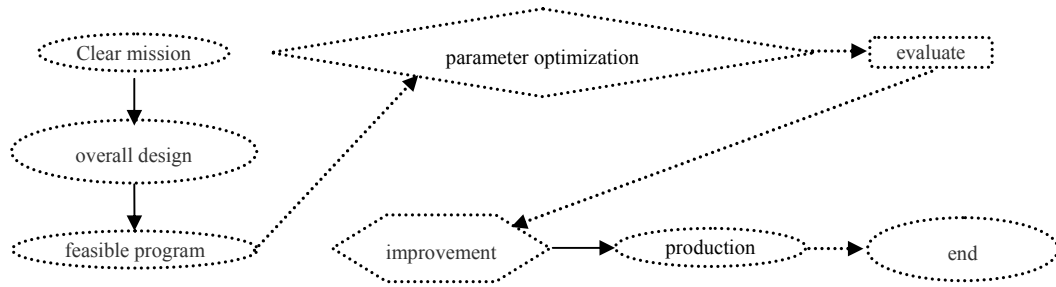 Clear mission
overall design
feasible program
parameter optimization
evaluate
improvement
production
end